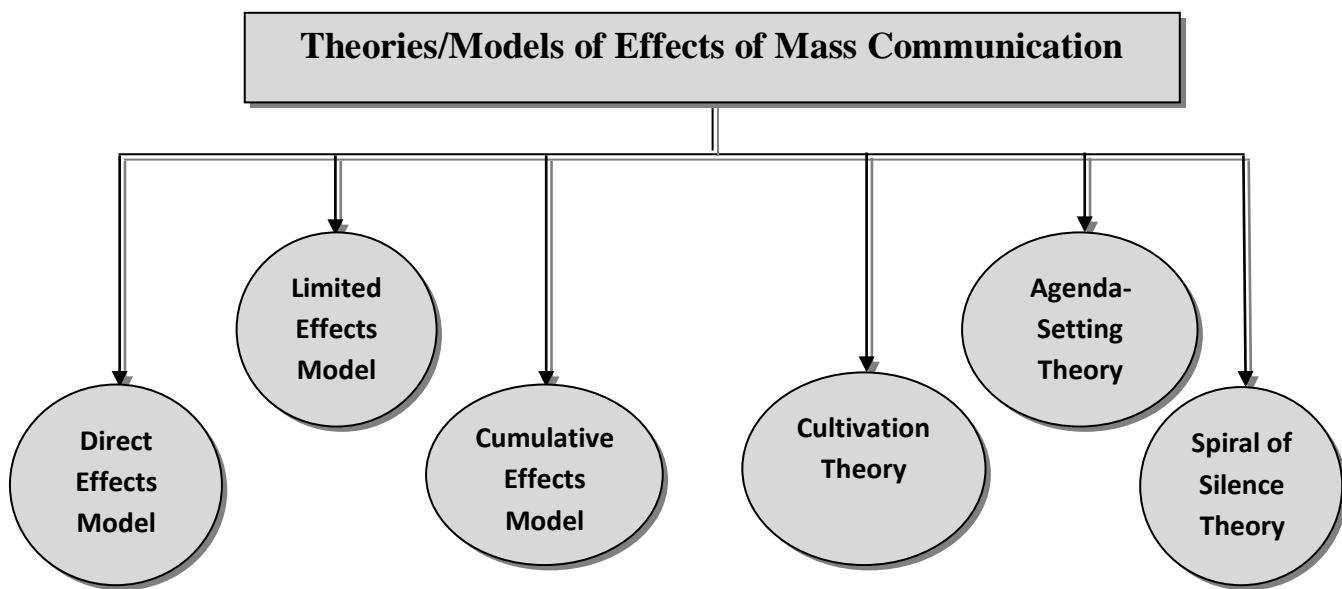 Theories/Models of Effects of Mass Communication
Direct
Effects
Model
Limited
Effects
Model
Cumulative
Effects
Model
Cultivation
Theory
Agenda-
Setting
Theory
Spiral of
Silence
Theory